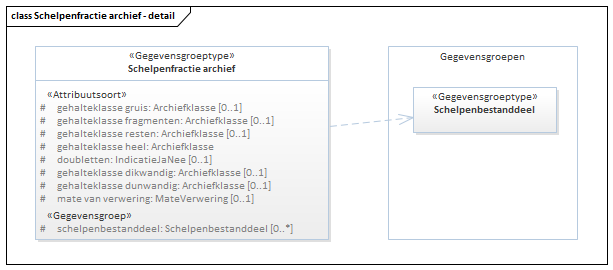 class Schelpenfractie archief - detail
«Gegevensgroeptype»
Schelpenfractie archief
«Attribuutsoort»
# gehalteklasse gruis: Archiefklasse [0..1]
# gehalteklasse fragmenten: Archiefklasse [0..1]
# gehalteklasse resten: Archiefklasse [0..1]
# gehalteklasse heel: Archiefklasse
# doubletten: IndicatieJaNee [0..1]
# gehalteklasse dikwandig: Archiefklasse [0..1]
# gehalteklasse dunwandig: Archiefklasse [0..1]
# mate van verwering: MateVerwering [0..1]
«Gegevensgroep»
# schelpenbestanddeel: Schelpenbestanddeel [0..*]
Gegevensgroepen
«Gegevensgroeptype»
Schelpenbestanddeel